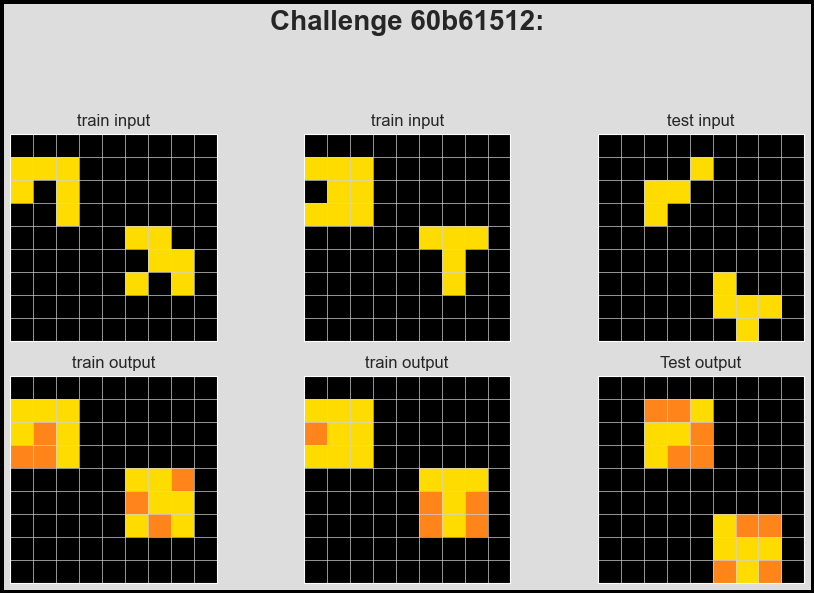 Challenge 60b61512:
train input
train input
test input
train output
train output
Test output